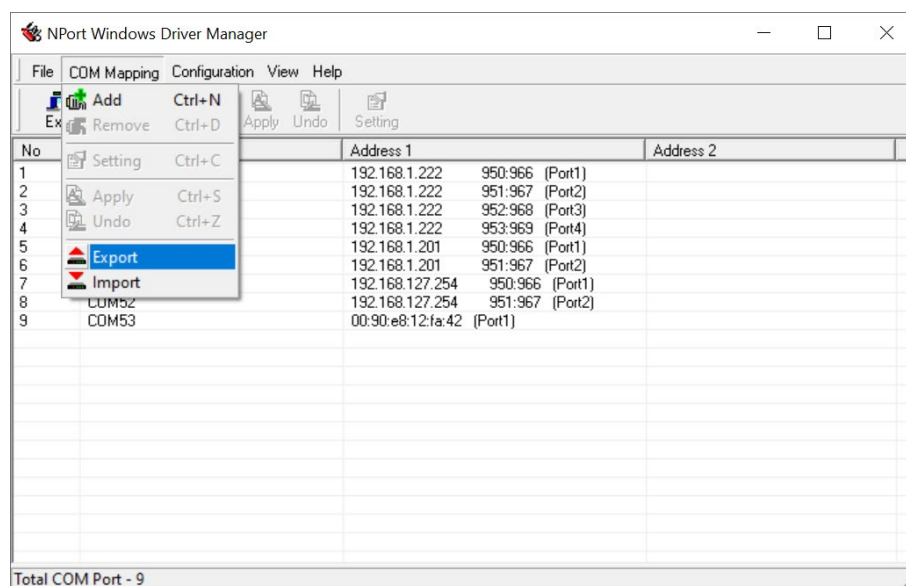 NPort Windows Driver Manager
File COM Mapping Configuration View Help
Add Ctrl+N
Remove Ctrl+D
Setting Ctrl+C
Apply Ctrl+S
Undo Ctrl+Z
Export
Import
Ex
Apply Undo Setting
No Address 1 Address 2
1 192.168.1.222 950:966 (Port1)
2 192.168.1.222 951:967 (Port2)
3 192.168.1.222 952:968 (Port3)
4 192.168.1.222 953:969 (Port4)
5 192.168.1.201 950:966 (Port1)
6 192.168.1.201 951:967 (Port2)
7 192.168.127.254 950:966 (Port1)
8 COM52 192.168.127.254 951:967 (Port2)
9 COM53 00:90:e8:12:fa:42 (Port1)
Total COM Port - 9